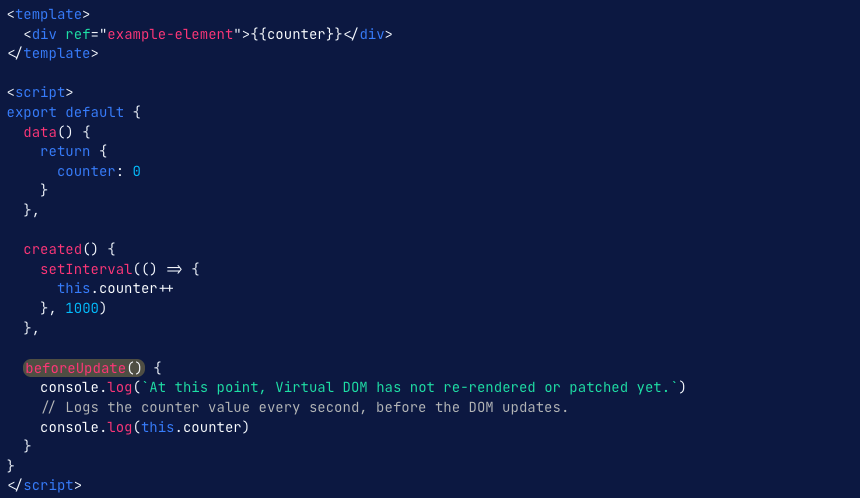 <template>
  <div ref="example-element">{{counter}}</div>
</template>

<script>
export default {
  data() {
    return {
      counter: 0
    }
  },

  created() {
    setInterval(() => {
      this.counter++
    }, 1000)
  },

  beforeUpdate() {
    console.log(`At this point, Virtual DOM has not re-rendered or patched yet.`)
    // Logs the counter value every second, before the DOM updates.
    console.log(this.counter)
  }
}
</script>